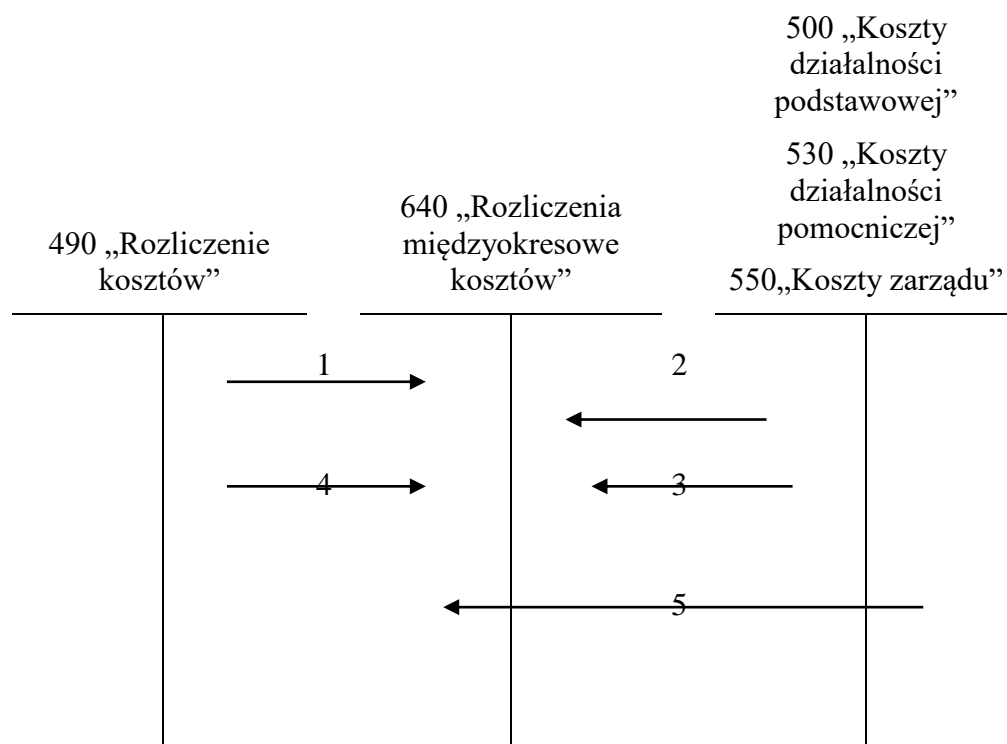 500 „Koszty
działalności
podstawowej”
530 „Koszty
działalności
pomocniczej”
550„Koszty zarządu”
640 „Rozliczenia
międzyokresowe
kosztów”
490 „Rozliczenie
kosztów”
1
2
4
3
5